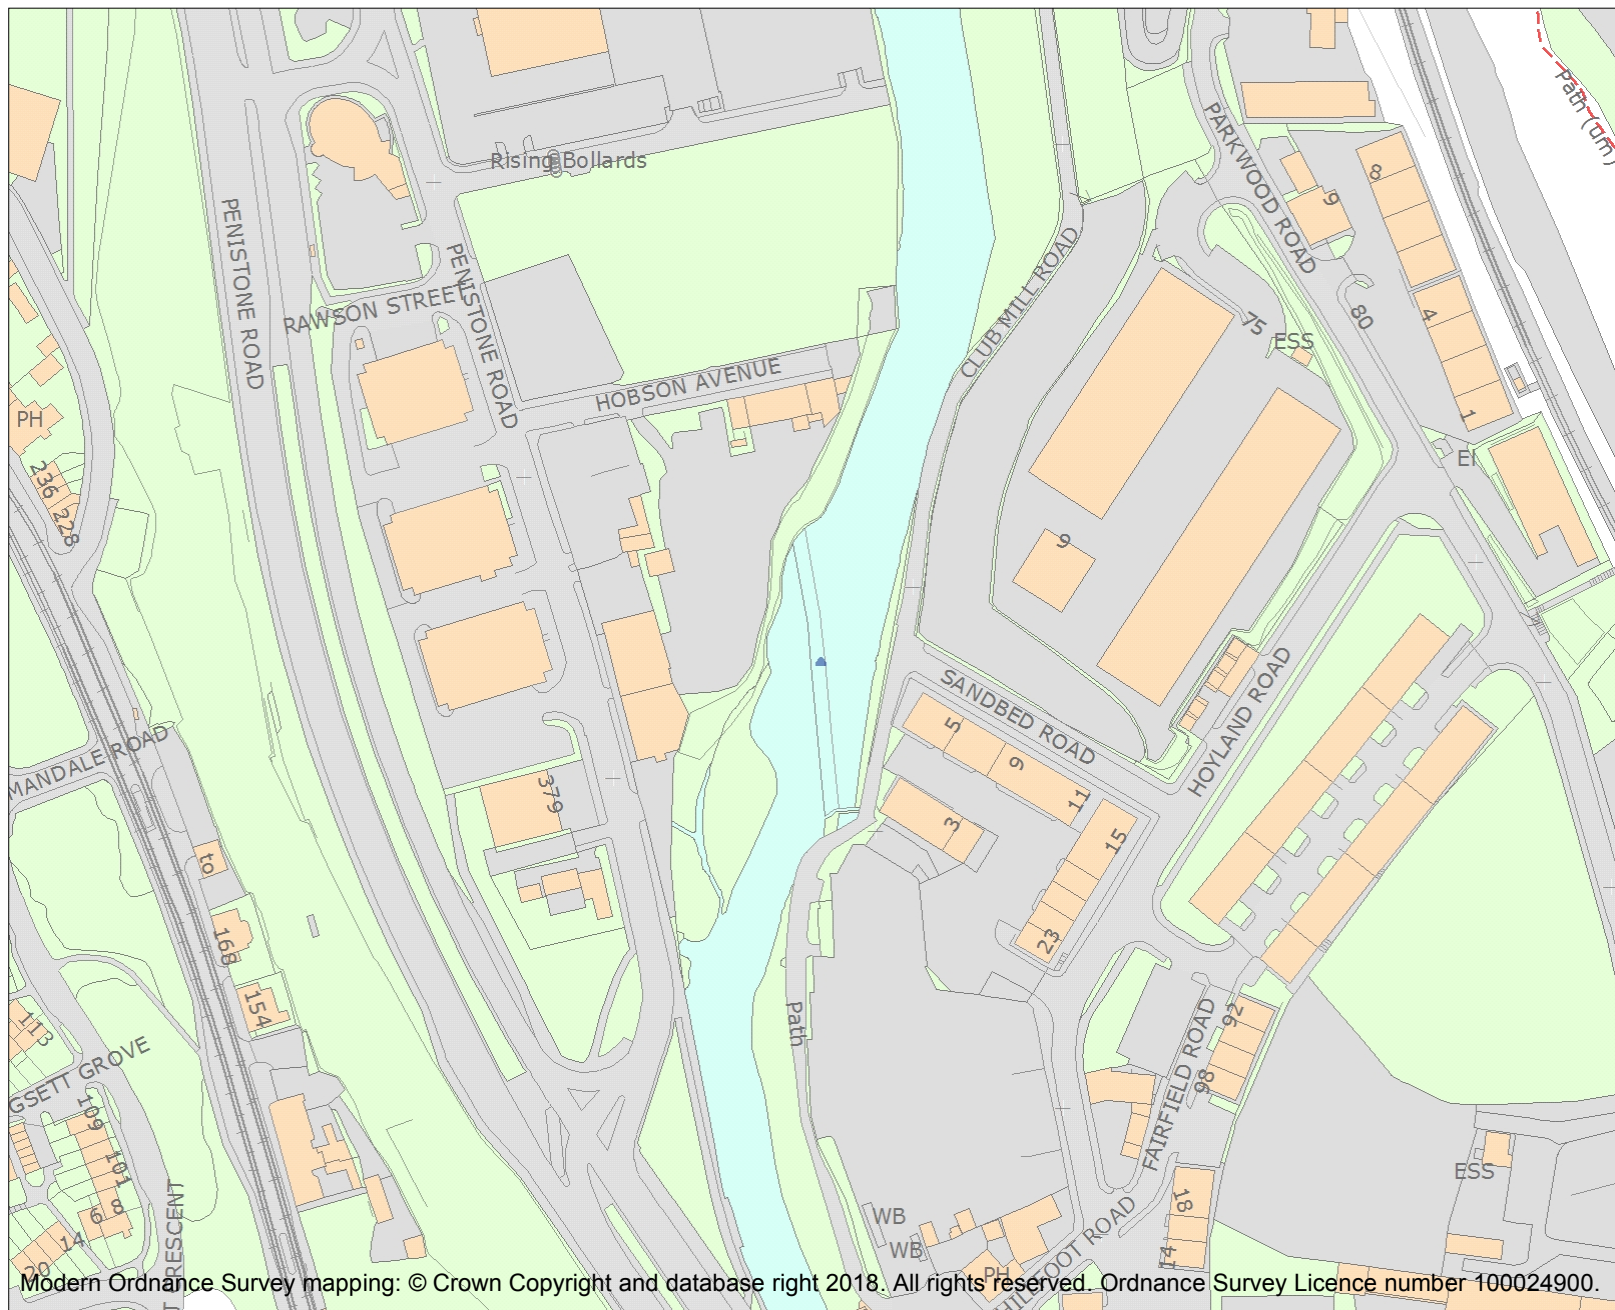 Path (um)
PARKWOOD ROAD
Rising Bollards
8
9
PENISTONE ROAD
PENISTONE ROAD
CLUB MILL ROAD
RAWSON STREET
75
80
4
ESS
HOBSON AVENUE
PH
1
236
228
El
9
SANDBED ROAD
HOYLAND ROAD
5
MANDALE ROAD
9
379
11
3
15
to
168
23
154
Path
92
113
GSETT GROVE
98
FAIRFIELD ROAD
109
101
8
6
ESS
18
WB
14
WB
14
20
PH
HILLFOOT ROAD
T CRESCENT
Modern Ordnance Survey mapping: © Crown Copyright and database right 2018. All rights reserved. Ordnance Survey Licence number 100024900.